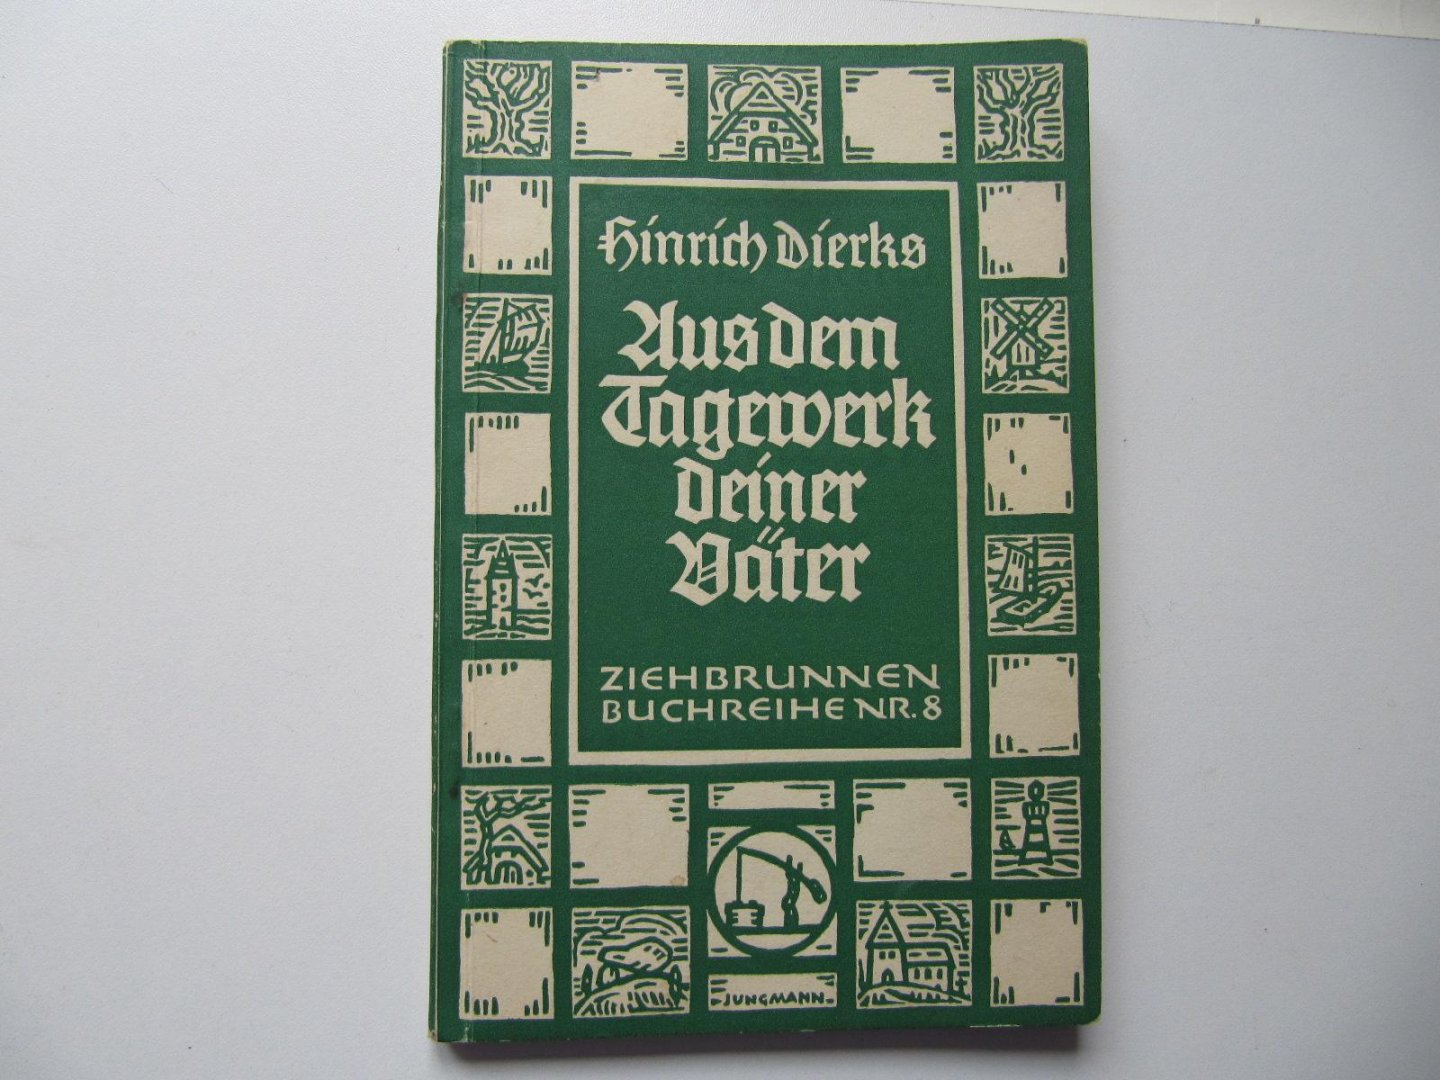 Hinrich Dierks
Aus dem
Tagewerk
deiner
Väter
ZIEHBRUNNEN
BUCHREIHE NR. 8
JUNGMANN